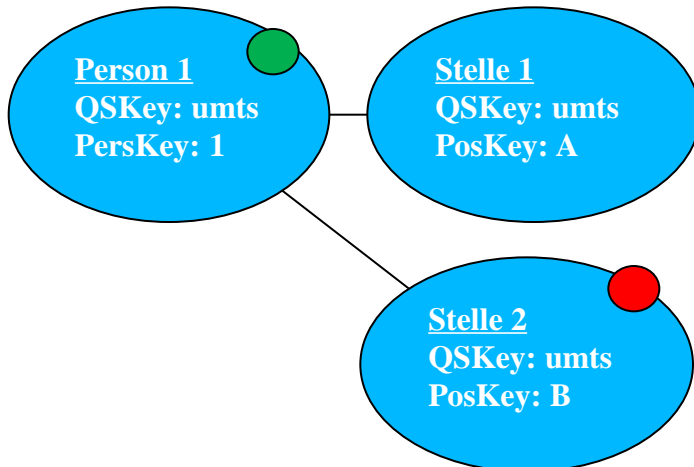 Person 1
QSKey: umts
PersKey: 1
Stelle 1
QSKey: umts
PosKey: A
Stelle 2
QSKey: umts
PosKey: B